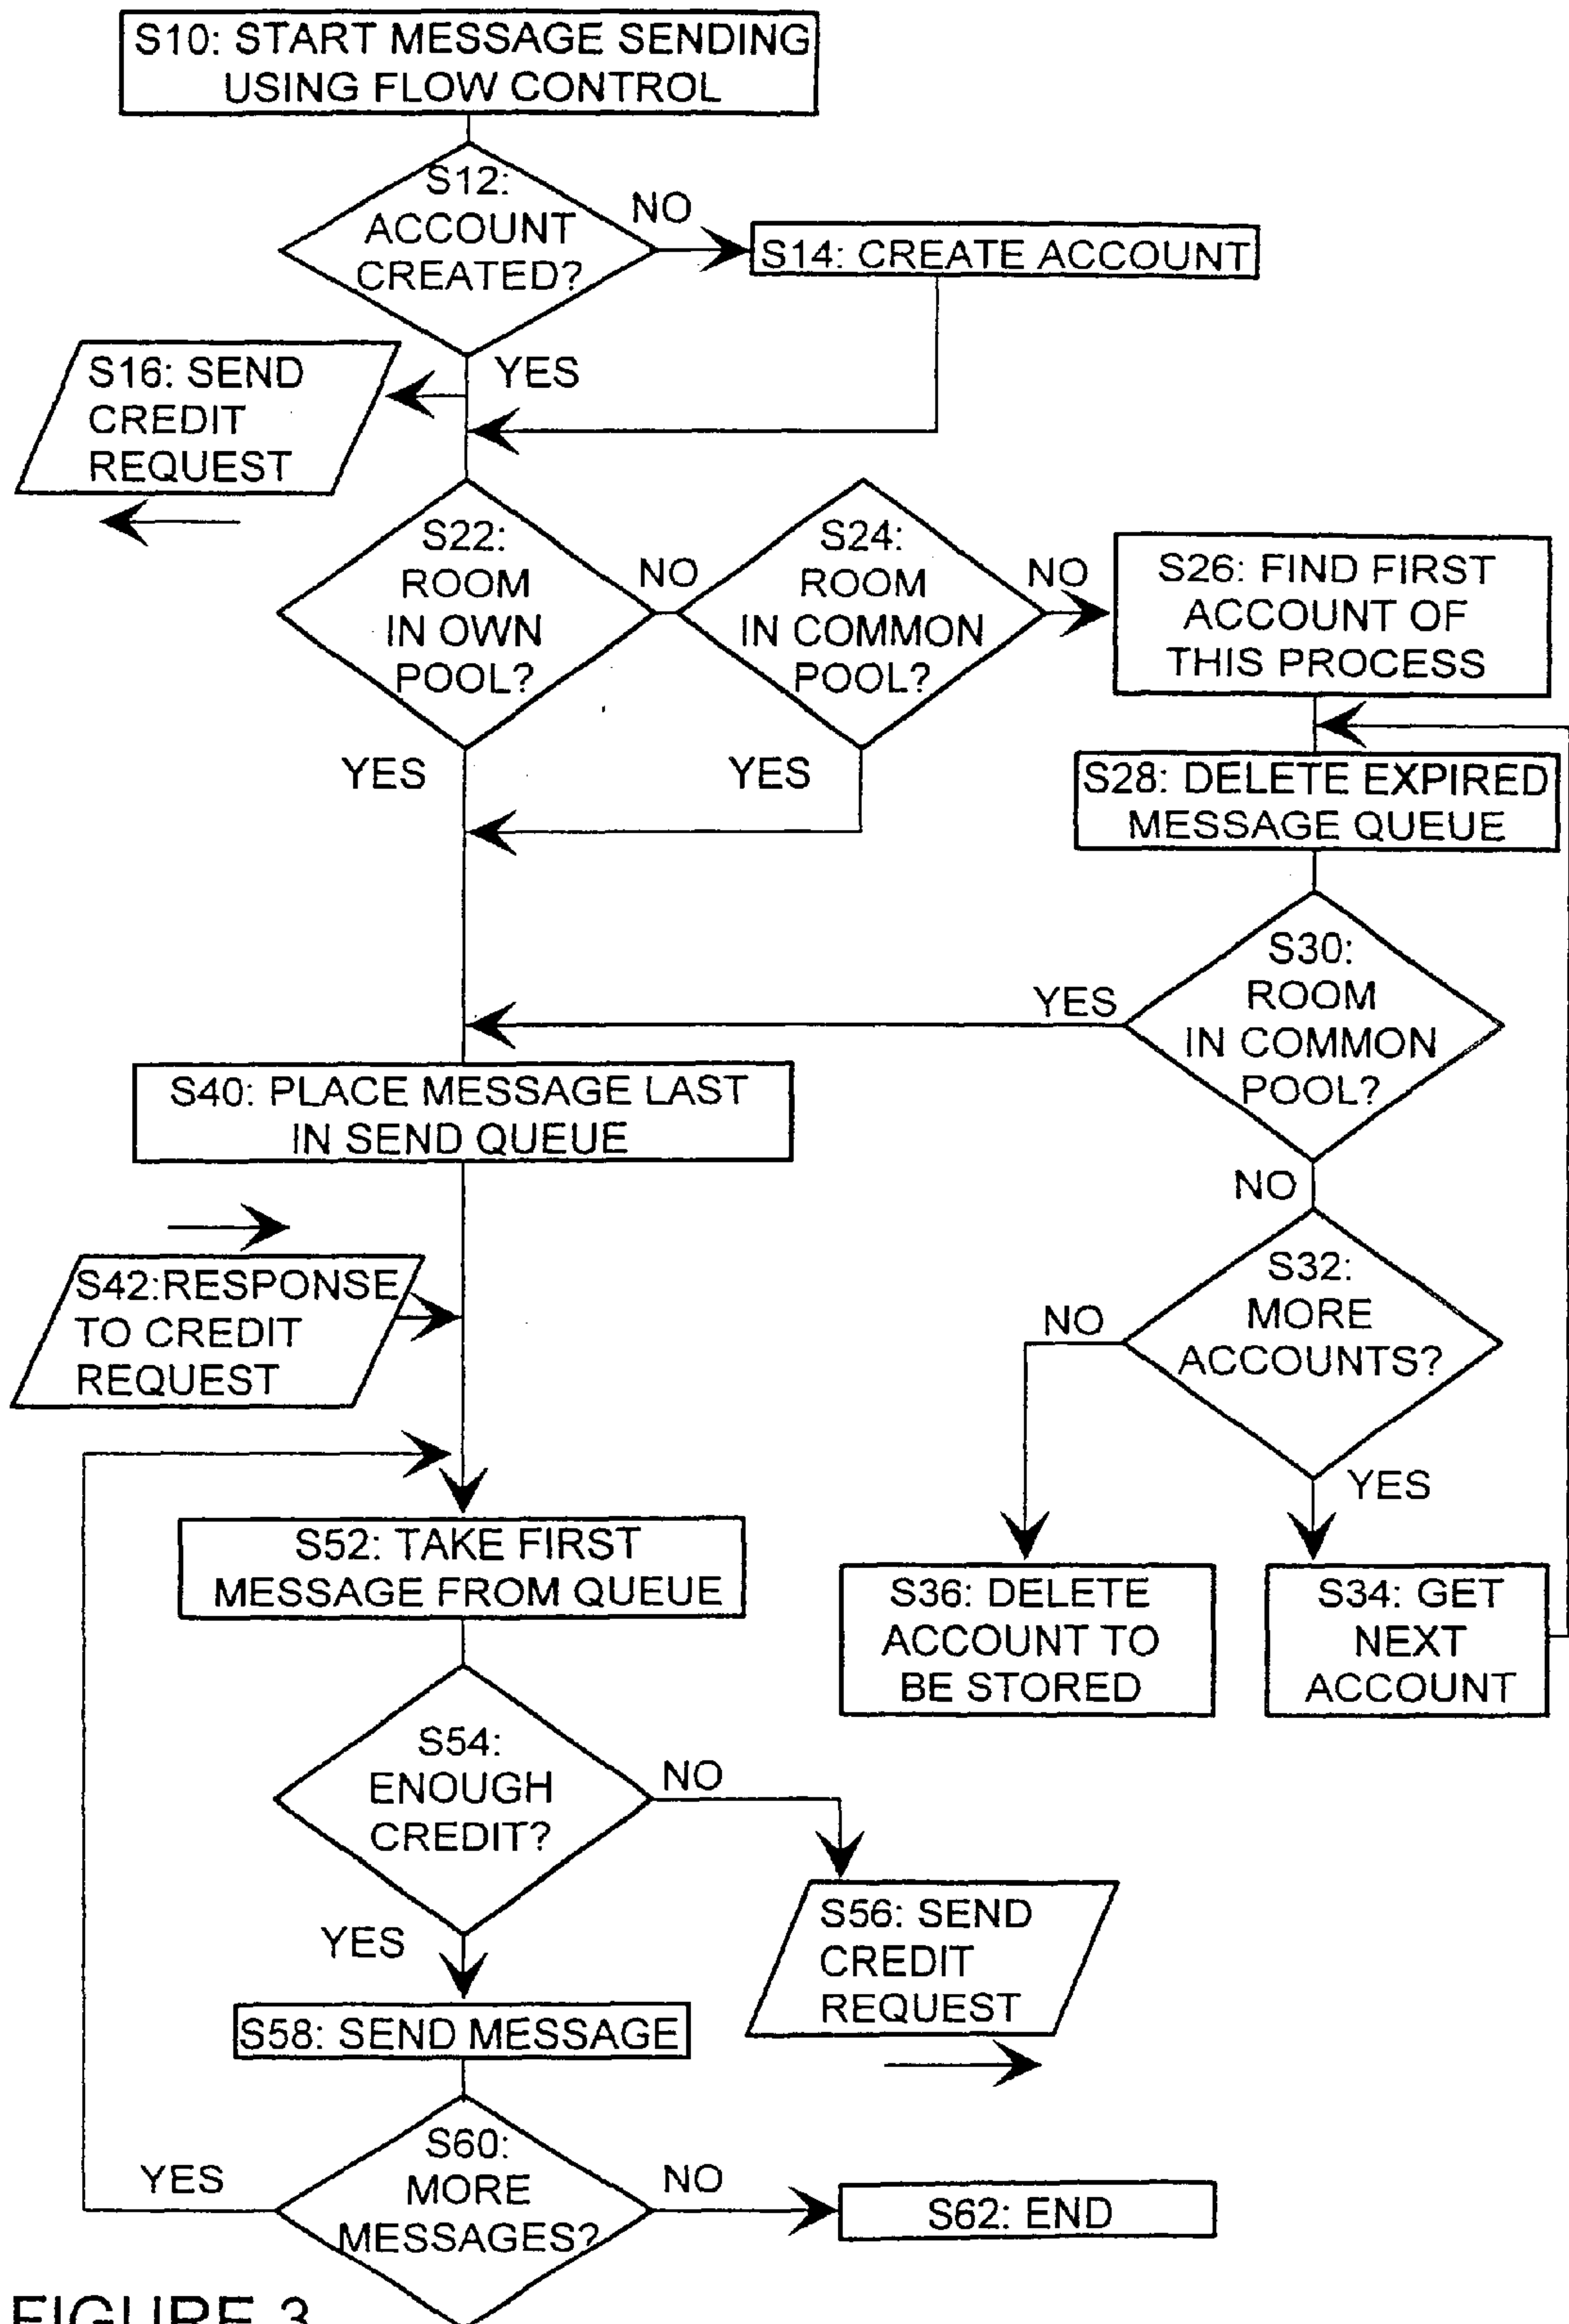 S10: START MESSAGE SENDING
USING FLOW CONTROL
S12:
ACCOUNT
CREATED?
NO
S14: CREATE ACCOUNT
YES
S16: SEND
CREDIT
REQUEST
S22:
ROOM
IN OWN
POOL?
NO
S24:
ROOM
IN COMMON
POOL?
NO
S26: FIND FIRST
ACCOUNT OF
THIS PROCESS
YES
YES
S28: DELETE EXPIRED
MESSAGE QUEUE
S30:
ROOM
IN COMMON
POOL?
YES
S40: PLACE MESSAGE LAST
IN SEND QUEUE
NO
S42:RESPONSE
TO CREDIT
REQUEST
S32:
MORE
ACCOUNTS?
NO
YES
S52: TAKE FIRST
MESSAGE FROM QUEUE
S36: DELETE
ACCOUNT TO
BE STORED
S34: GET
NEXT
ACCOUNT
S54:
ENOUGH
CREDIT?
NO
S56: SEND
CREDIT
REQUEST
YES
S58: SEND MESSAGE
S60:
MORE
MESSAGES?
YES
NO
S62: END
FIGURE 3